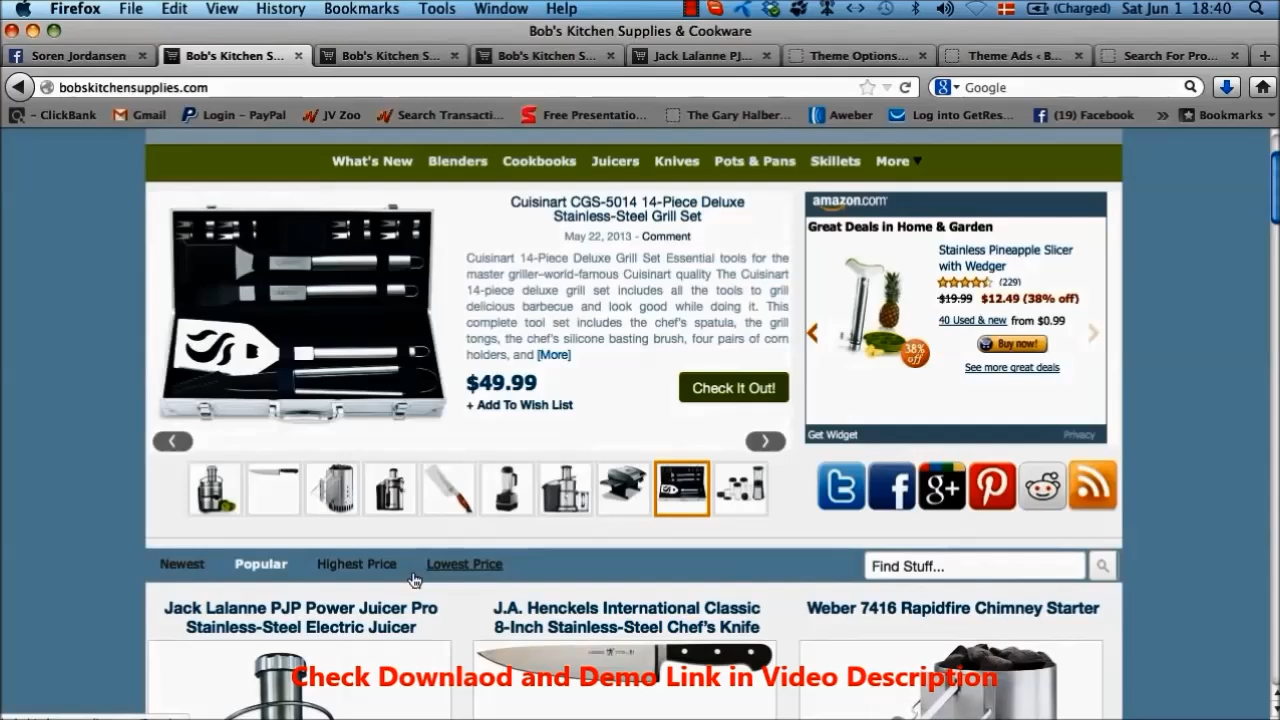 Firefox File Edit View History Bookmarks Tools Window Help (Charged) Sat Jun 1 18:40
Bob's Kitchen Supplies & Cookware
Soren Jordansen Bob's Kitchen S... Bob's Kitchen S... Bob's Kitchen S... Jack Lalanne PJ... Theme Options... Theme Ads ‹ B... Search For Pro...
bobskitchensupplies.com Google
- ClickBank Gmail Login – PayPal JV Zoo Search Transacti... Free Presentatio... The Gary Halber... Aweber Log into GetRes... (19) Facebook » Bookmarks
What's New Blenders Cookbooks Juicers Knives Pots & Pans Skillets More
Cuisinart CGS-5014 14-Piece Deluxe
Stainless-Steel Grill Set
May 22, 2013 - Comment
Cuisinart 14-Piece Deluxe Grill Set Essential tools for the
master griller–world-famous Cuisinart quality The Cuisinart
14-piece deluxe grill set includes all the tools to grill
delicious barbecue and look good while doing it. This
complete tool set includes the chef's spatula, the grill
tongs, the chef's silicone basting brush, four pairs of corn
holders, and [More]
$49.99
+ Add To Wish List
Check It Out!
amazon.com
Great Deals in Home & Garden
Stainless Pineapple Slicer
with Wedger
(229)
$19.99 $12.49 (38% off)
40 Used & new from $0.99
38%
off
Buy now!
See more great deals
Get Widget Privacy
Newest Popular Highest Price Lowest Price Find Stuff...
Jack Lalanne PJP Power Juicer Pro
Stainless-Steel Electric Juicer
J.A. Henckels International Classic
8-Inch Stainless-Steel Chef's Knife
Weber 7416 Rapidfire Chimney Starter
Check Downlaod and Demo Link in Video Description